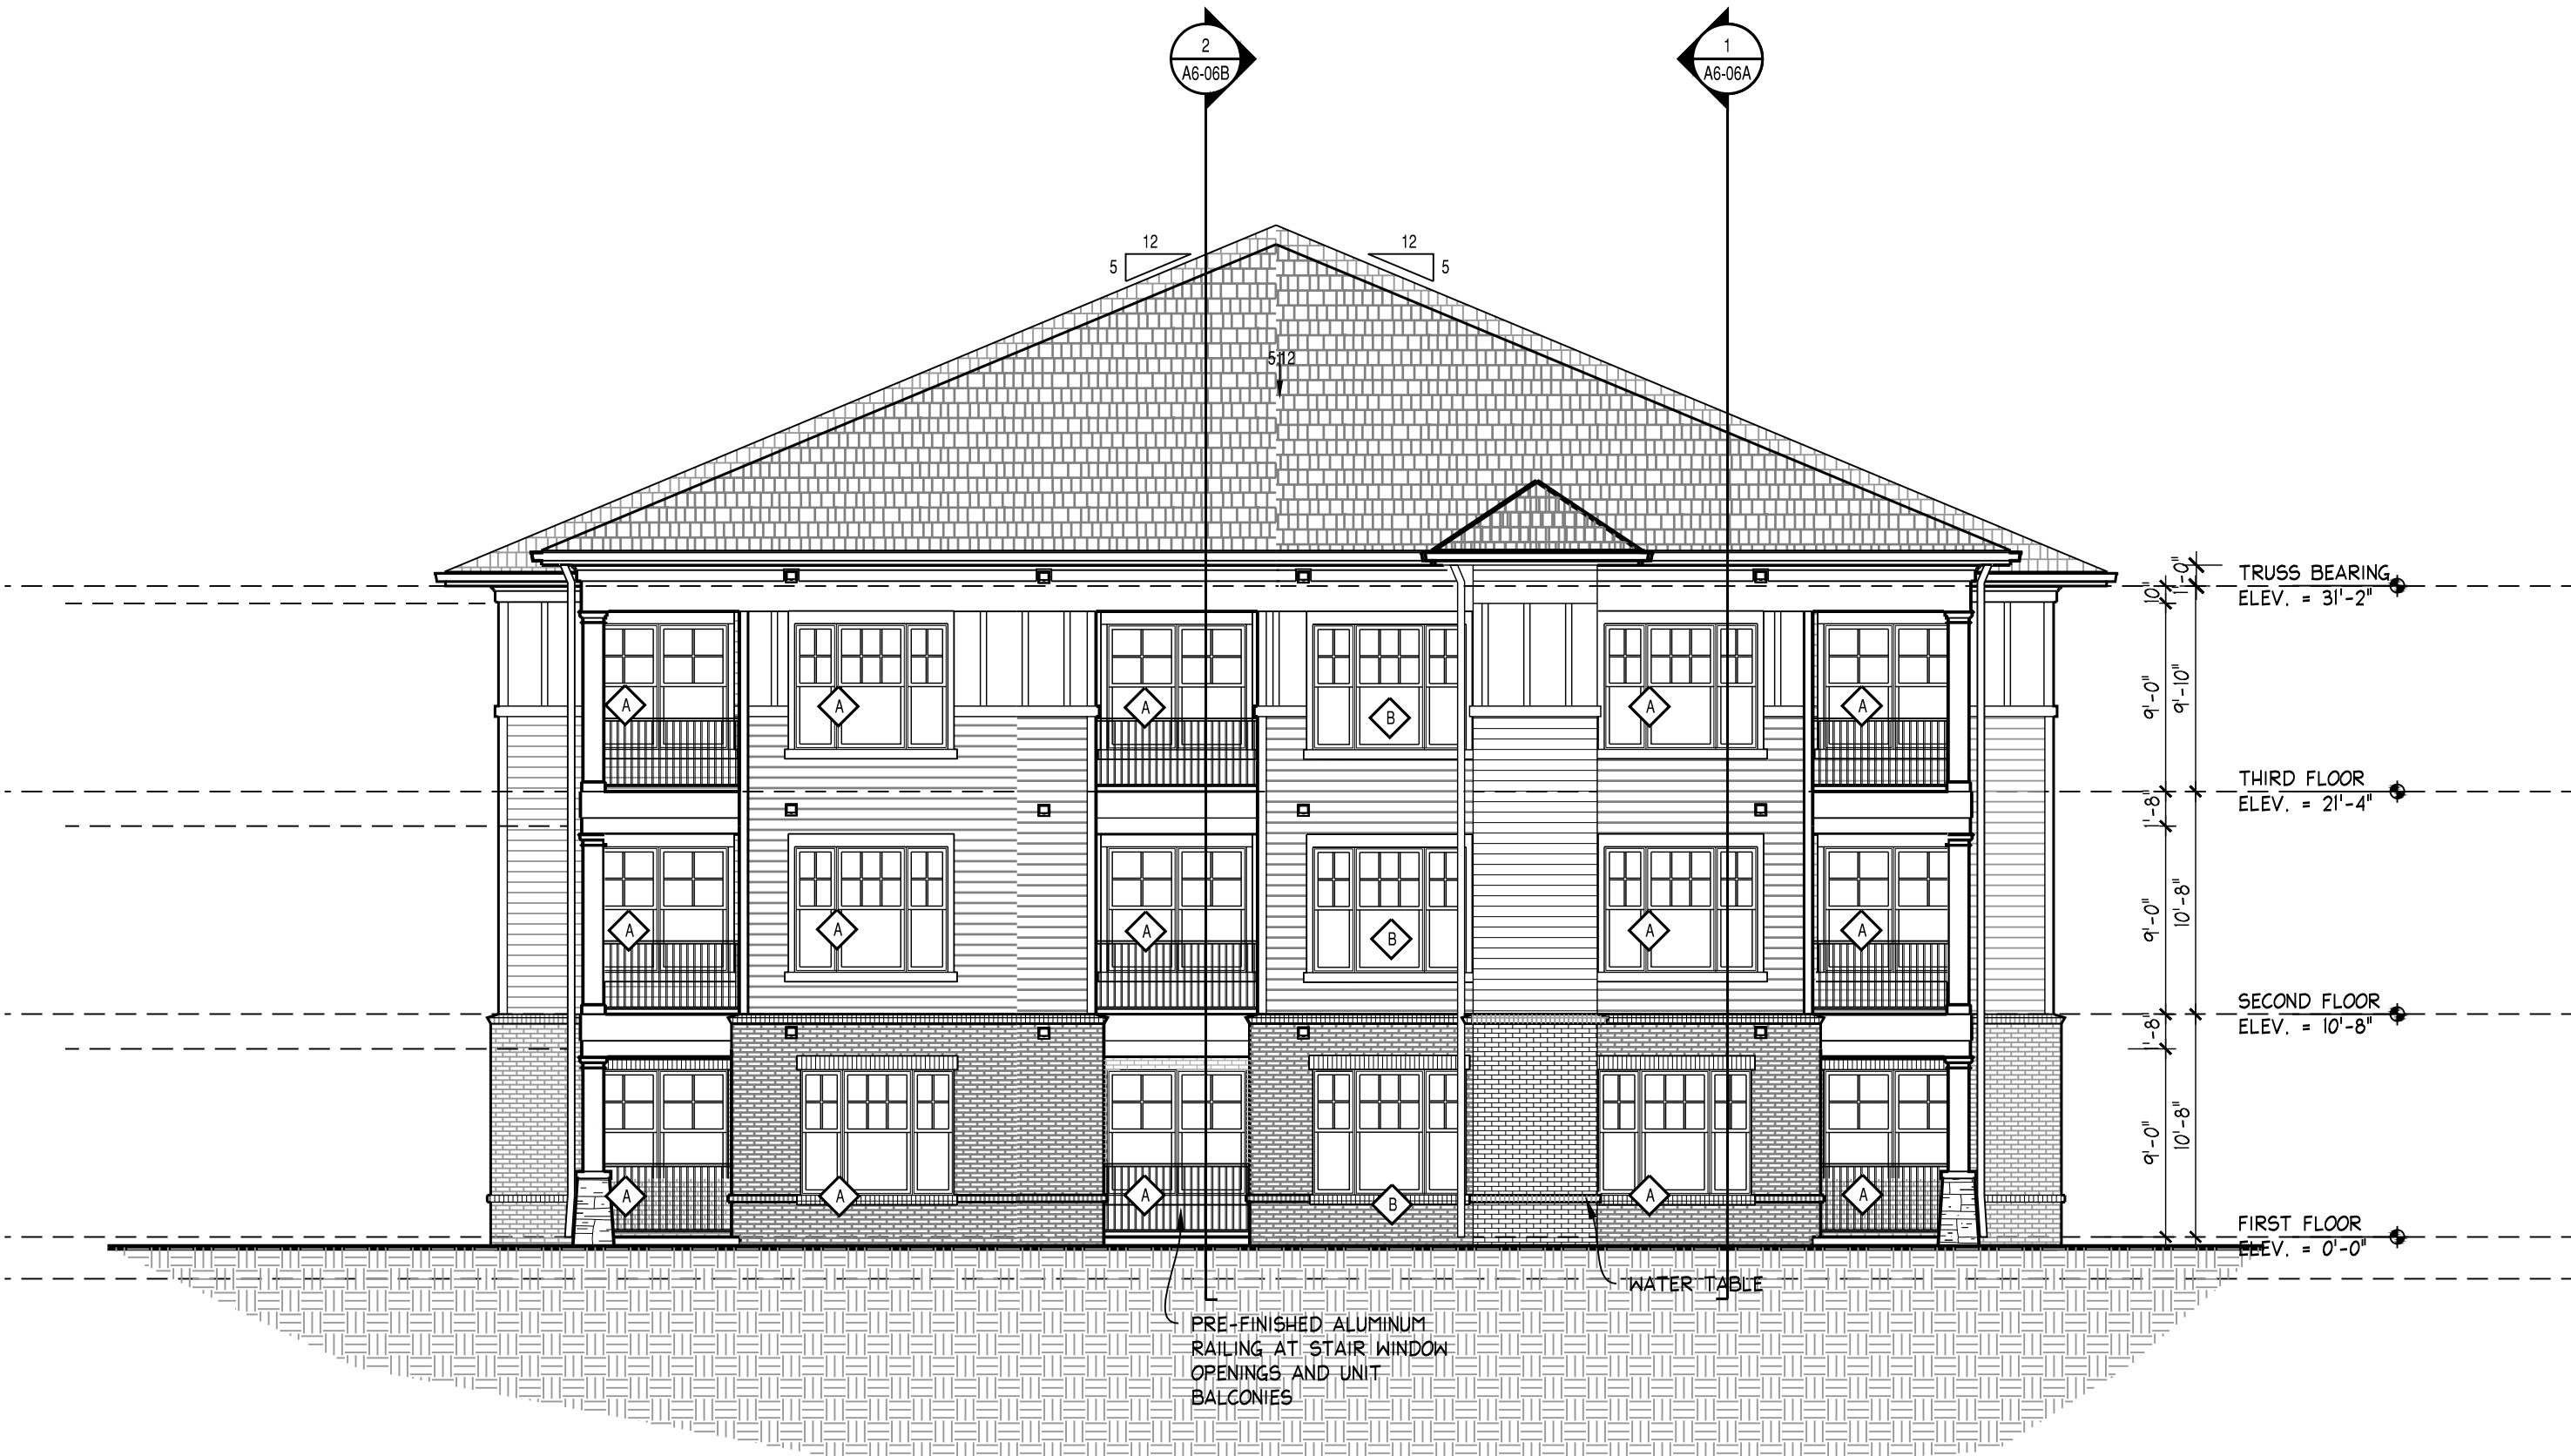 2
A6-06B
1
A6-06A
12
5
12
5
5:12
10"
1'-0"
TRUSS BEARING
ELEV. = 31'-2"
A
A
A
B
A
A
9'-0"
9'-10"
THIRD FLOOR
ELEV. = 21'-4"
1'-8"
A
A
A
B
A
A
9'-0"
10'-8"
SECOND FLOOR
ELEV. = 10'-8"
1'-8"
A
A
A
B
A
A
9'-0"
10'-8"
FIRST FLOOR
ELEV. = 0'-0"
WATER TABLE
PRE-FINISHED ALUMINUM
RAILING AT STAIR WINDOW
OPENINGS AND UNIT
BALCONIES